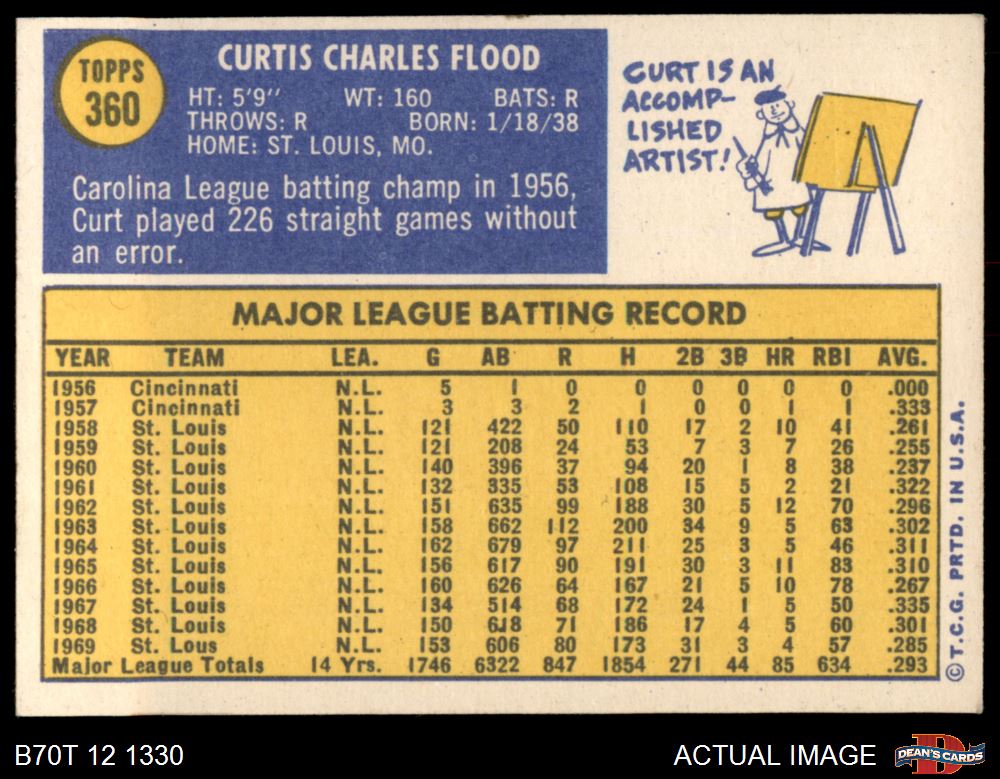 TOPPS
360
CURTIS CHARLES FLOOD
HT: 5'9" WT: 160 BATS: R
THROWS: R BORN: 1/18/38
HOME: ST. LOUIS, MO.
Carolina League batting champ in 1956,
Curt played 226 straight games without
an error.
CURT IS AN
ACCOMP-
LISHED
ARTIST!
MAJOR LEAGUE BATTING RECORD
YEAR TEAM LEA. G AB R H 2B 3B HR RBI AVG.
1956 Cincinnati N.L. 5 1 0 0 0 0 0 0 .000
1957 Cincinnati N.L. 3 3 2 1 0 0 1 1 .333
1958 St. Louis N.L. 121 422 50 110 17 2 10 41 .261
1959 St. Louis N.L. 121 208 24 53 7 3 7 26 .255
1960 St. Louis N.L. 140 396 37 94 20 1 8 38 .237
1961 St. Louis N.L. 132 335 53 108 15 5 2 21 .322
1962 St. Louis N.L. 151 635 99 188 30 5 12 70 .296
1963 St. Louis N.L. 158 662 112 200 34 9 5 63 .302
1964 St. Louis N.L. 162 679 97 211 25 3 5 46 .311
1965 St. Louis N.L. 156 617 90 191 30 3 11 83 .310
1966 St. Louis N.L. 160 626 64 167 21 5 10 78 .267
1967 St. Louis N.L. 134 514 68 172 24 1 5 50 .335
1968 St. Louis N.L. 150 618 71 186 17 4 5 60 .301
1969 St. Lous N.L. 153 606 80 173 31 3 4 57 .285
Major League Totals 14 Yrs. 1746 6322 847 1854 271 44 85 634 .293
© T.C.G. PRTD. IN U.S.A.
B70T 12 1330
ACTUAL IMAGE
DEAN'S CARDS